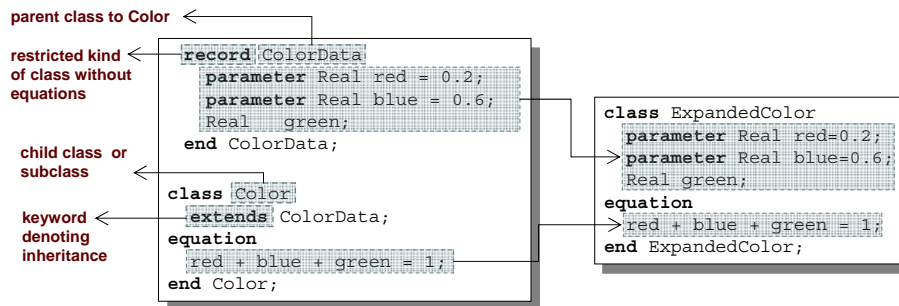 parent class to Color
restricted kind
of class without
equations
child class or
subclass
keyword
denoting
inheritance
record ColorData
parameter Real red = 0.2;
parameter Real blue = 0.6;
Real green;
end ColorData;
class Color
extends ColorData;
equation
red + blue + green = 1;
end Color;
class ExpandedColor
parameter Real red=0.2;
parameter Real blue=0.6;
Real green;
equation
red + blue + green = 1;
end ExpandedColor;